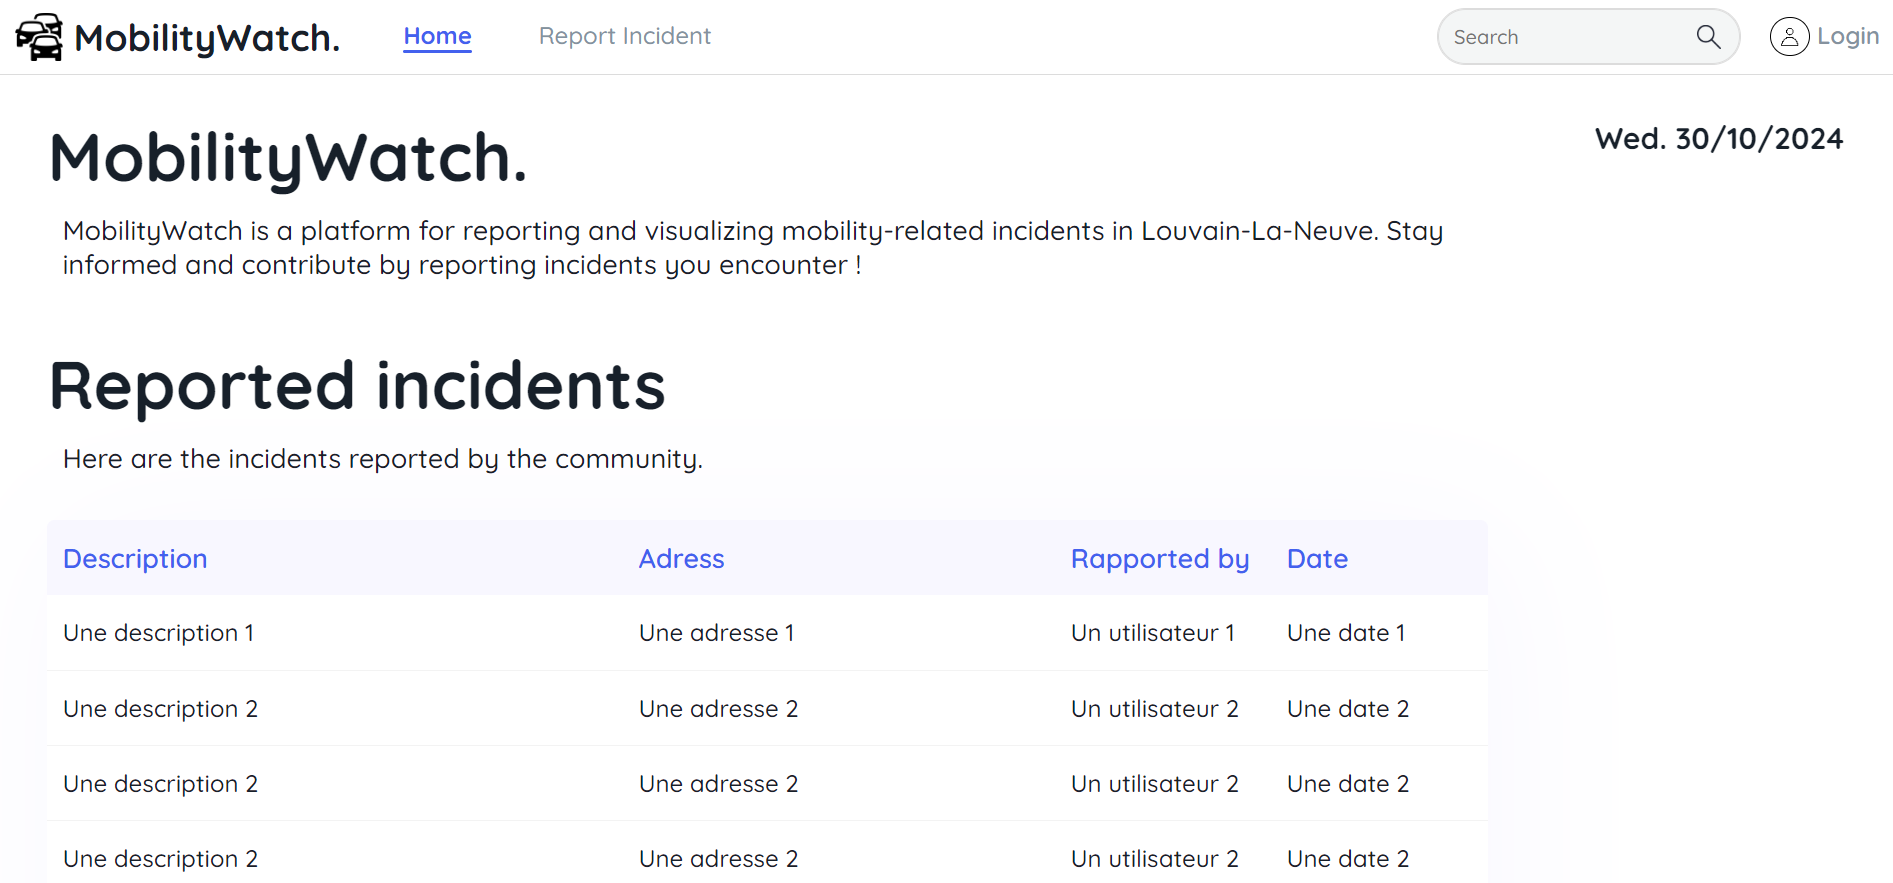 MobilityWatch. Home Report Incident Search Login
MobilityWatch. Wed. 30/10/2024
MobilityWatch is a platform for reporting and visualizing mobility-related incidents in Louvain-La-Neuve. Stay
informed and contribute by reporting incidents you encounter !
Reported incidents
Here are the incidents reported by the community.
Description Adress Rapported by Date
Une description 1 Une adresse 1 Un utilisateur 1 Une date 1
Une description 2 Une adresse 2 Un utilisateur 2 Une date 2
Une description 2 Une adresse 2 Un utilisateur 2 Une date 2
Une description 2 Une adresse 2 Un utilisateur 2 Une date 2